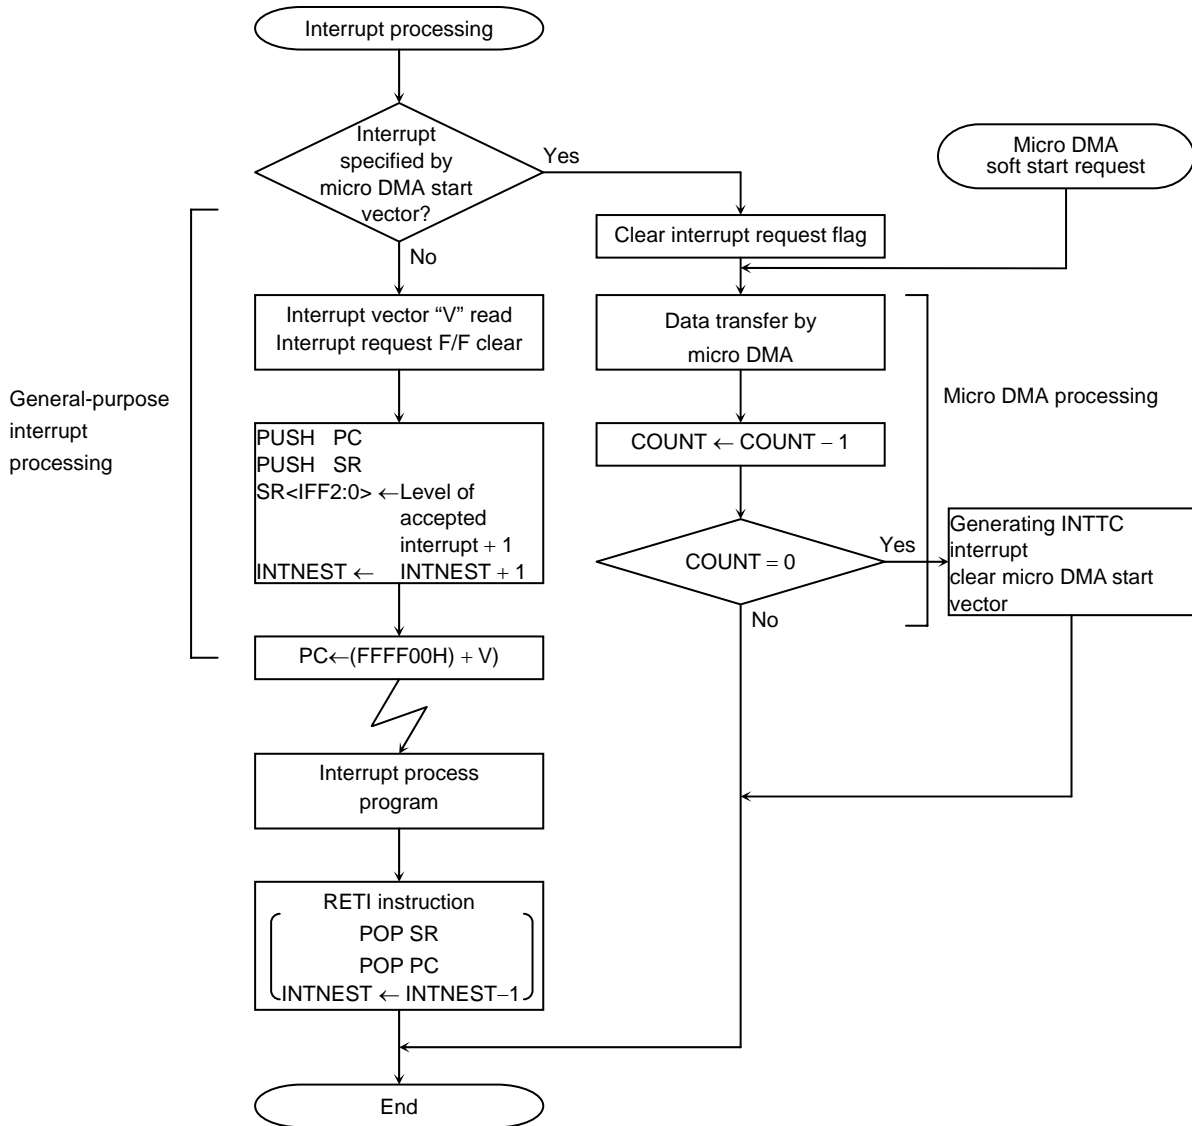 Interrupt processing
Interrupt
specified by
micro DMA start
vector?
Yes
No
Micro DMA
soft start request
Clear interrupt request flag
Interrupt vector “V” read
Interrupt request F/F clear
Data transfer by
micro DMA
General-purpose
interrupt
processing
Micro DMA processing
PUSH PC
PUSH SR
SR<IFF2:0> ←Level of
accepted
interrupt + 1
INTNEST ← INTNEST + 1
COUNT ← COUNT − 1
COUNT = 0
Yes
No
Generating INTTC
interrupt
clear micro DMA start
vector
PC←(FFFF00H) + V)
Interrupt process
program
RETI instruction
POP SR
POP PC
INTNEST ← INTNEST−1
End